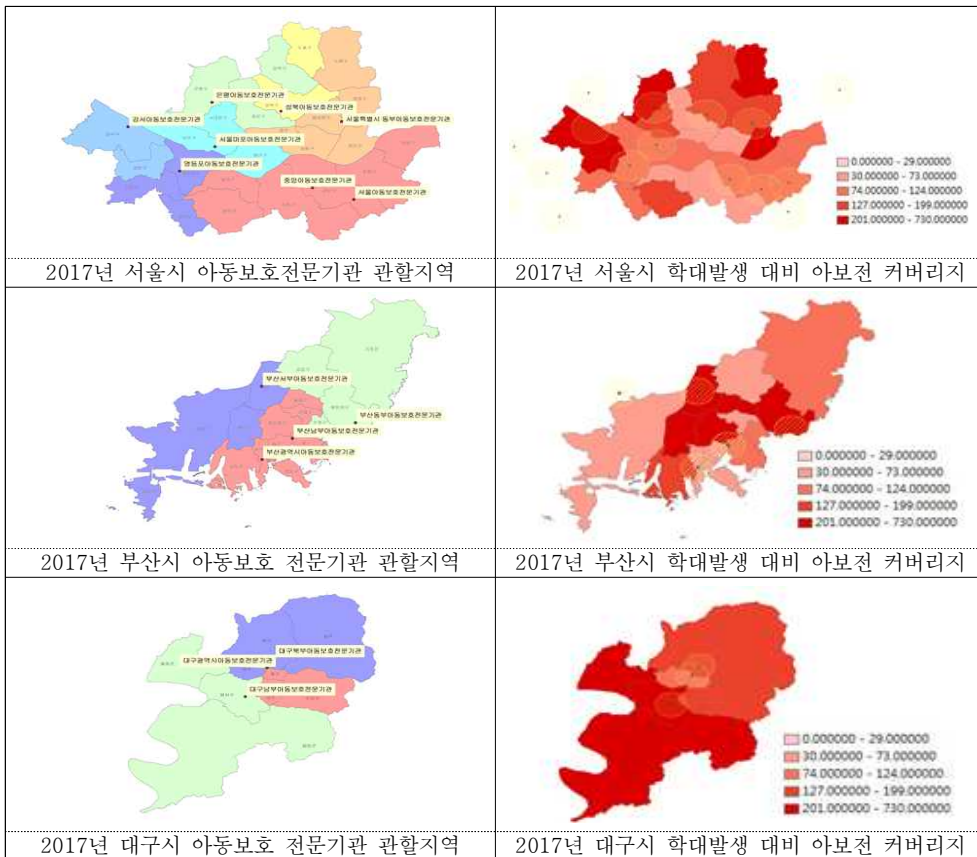 은평아동보호전문기관
성북아동보호전문기관
강서아동보호전문기관
서울특별시 동부아동보호전문기관
서울마포아동보호전문기관
영등포아동보호전문기관
중앙아동보호전문기관
서울아동보호전문기관
0.000000 - 29.000000
30.000000 - 73.000000
74.000000 - 124.000000
127.000000 - 199.000000
201.000000 - 730.000000
2017년 서울시 아동보호전문기관 관할지역
2017년 서울시 학대발생 대비 아보전 커버리지
부산서부아동보호전문기관
부산동부아동보호전문기관
부산남부아동보호전문기관
부산광역시아동보호전문기관
0.000000 - 29.000000
30.000000 - 73.000000
74.000000 - 124.000000
127.000000 - 199.000000
201.000000 - 730.000000
2017년 부산시 아동보호 전문기관 관할지역
2017년 부산시 학대발생 대비 아보전 커버리지
대구북부아동보호전문기관
대구광역시아동보호전문기관
대구남부아동보호전문기관
0.000000 - 29.000000
30.000000 - 73.000000
74.000000 - 124.000000
127.000000 - 199.000000
201.000000 - 730.000000
2017년 대구시 아동보호 전문기관 관할지역
2017년 대구시 학대발생 대비 아보전 커버리지